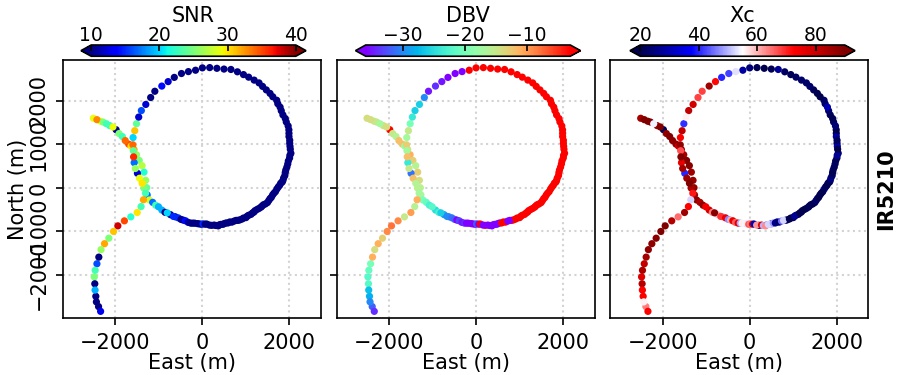 SNR
DBV
Xc
10 20 30 40
−30 −20 −10
20 40 60 80
North (m)
2000
1000
0
−1000
−2000
IR5210
−2000 0 2000
−2000 0 2000
−2000 0 2000
East (m)
East (m)
East (m)